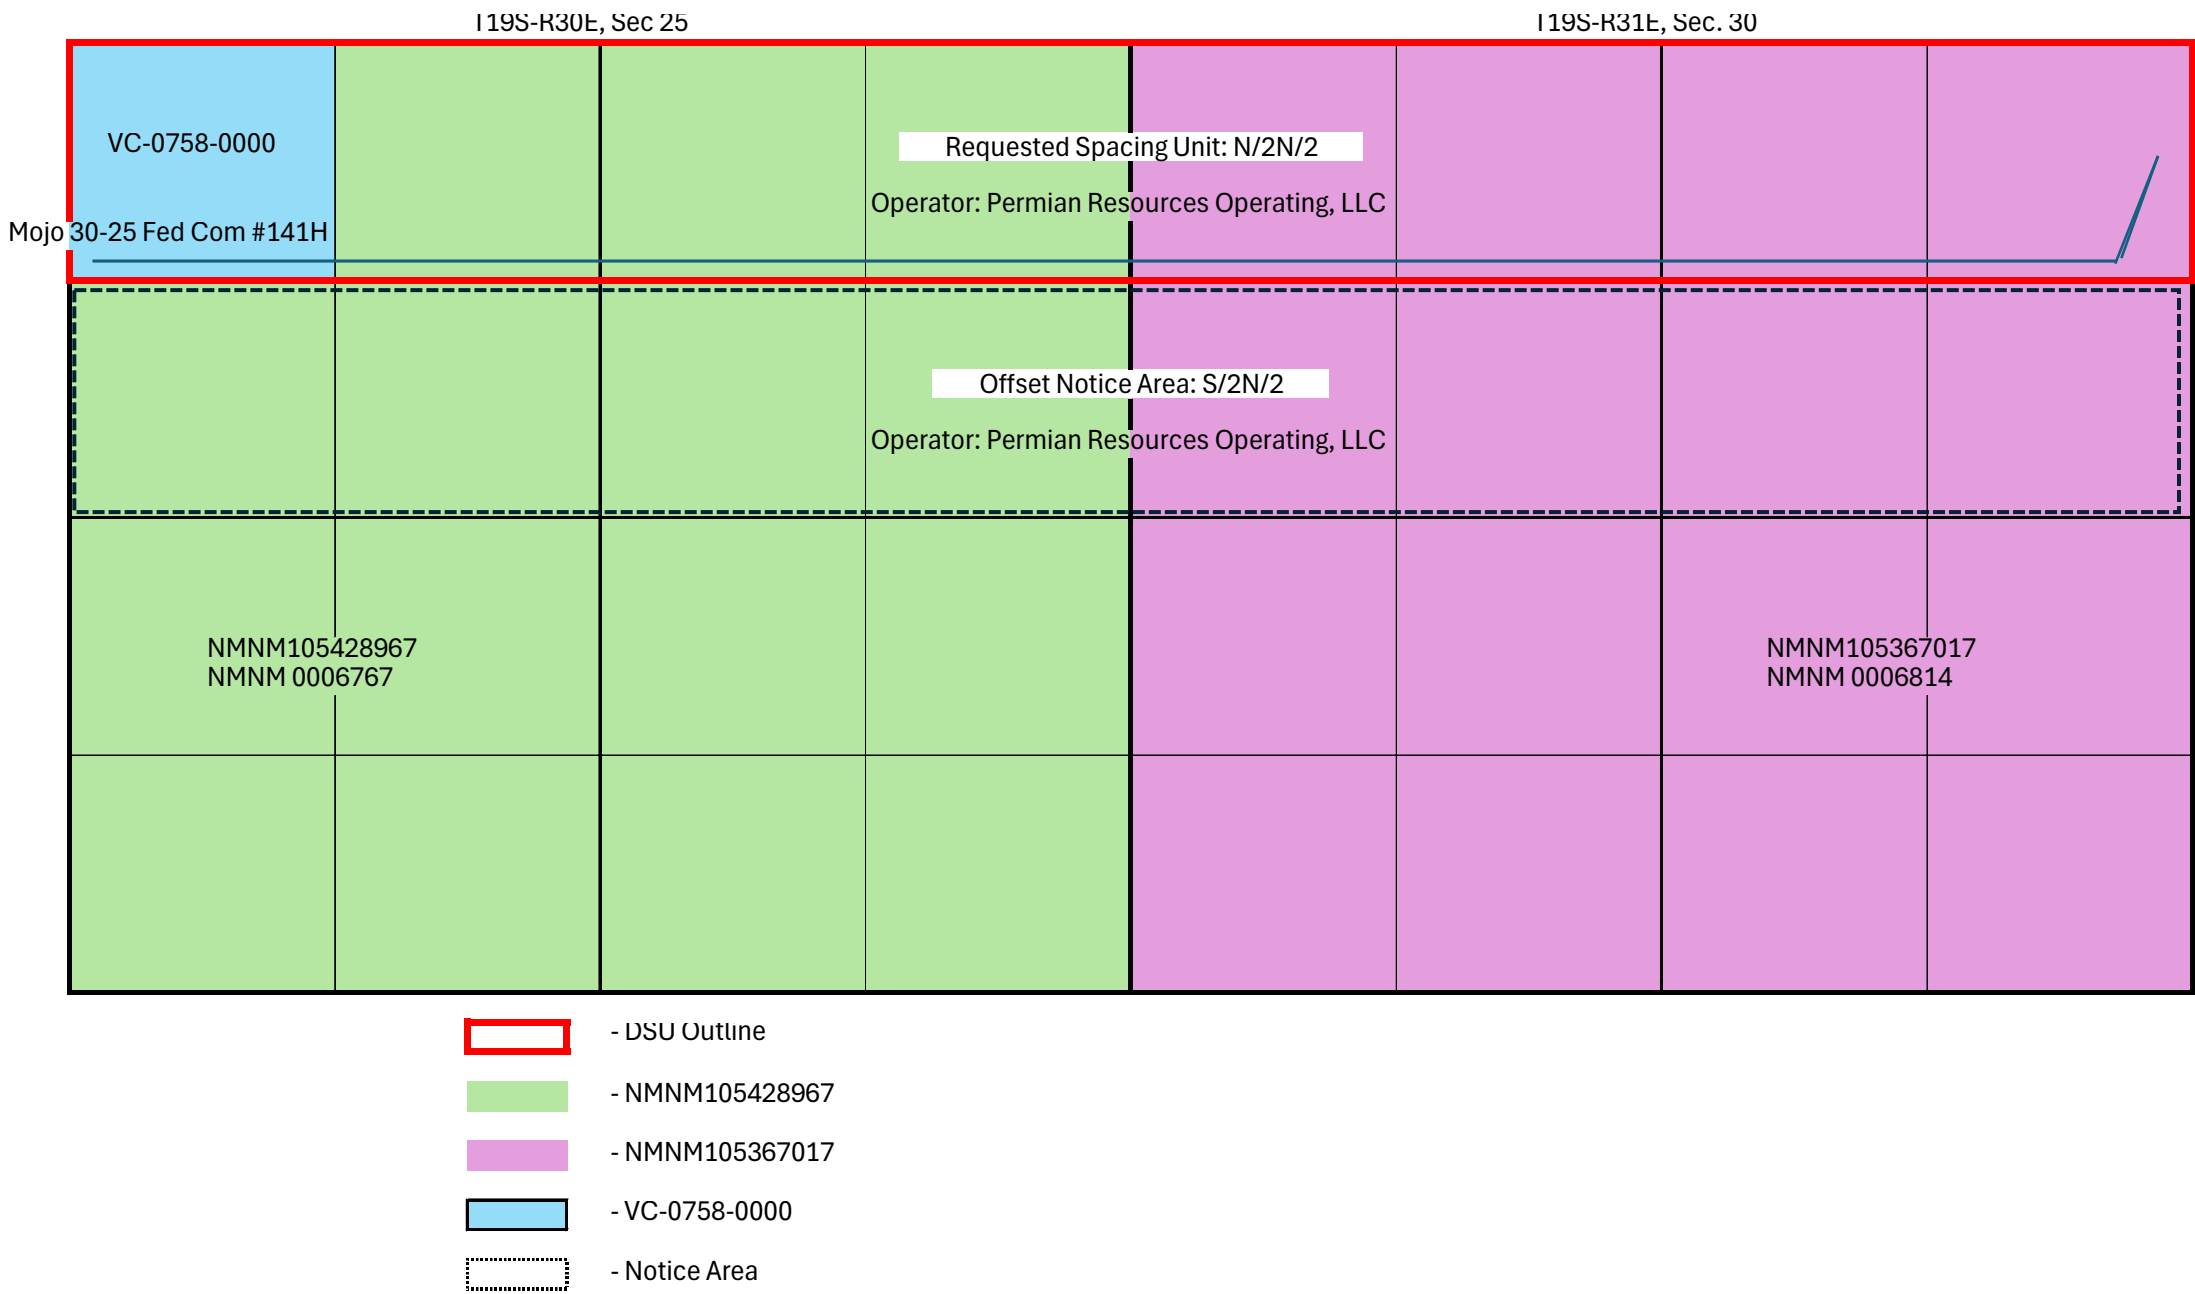 T19S-R30E, Sec 25
T19S-R31E, Sec. 30
VC-0758-0000
Requested Spacing Unit: N/2N/2
Operator: Permian Resources Operating, LLC
Mojo 30-25 Fed Com #141H
Offset Notice Area: S/2N/2
Operator: Permian Resources Operating, LLC
NMNM105428967
NMNM 0006767
NMNM105367017
NMNM 0006814
- DSU Outline
- NMNM105428967
- NMNM105367017
- VC-0758-0000
- Notice Area